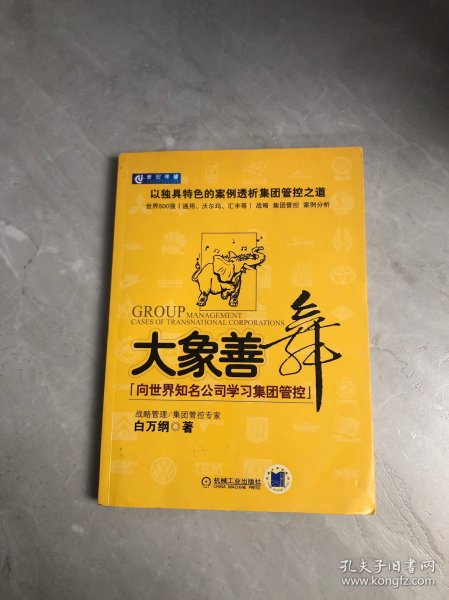 世纪传播
以独具特色的案例透析集团管控之道
世界500强(通用、沃尔玛、汇丰等) 战略 集团管控 案例分析
GROUP MANAGEMENT
CASES OF TRANSNATIONAL CORPORATIONS
大象善舞
「向世界知名公司学习集团管控」
战略管理/集团管控专家
白万纲◎著
机械工业出版社
CHINA MACHINE PRESS
孔夫子旧书网
www.kongfz.com